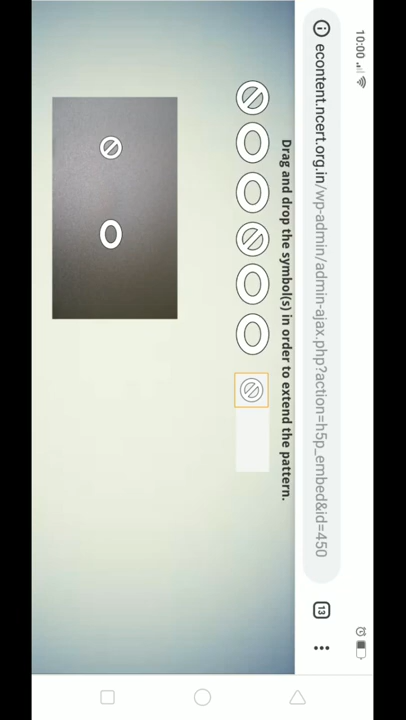 10:00
econtent.ncert.org.in/wp-admin/admin-ajax.php?action=h5p_embed&id=450
13
Drag and drop the symbol(s) in order to extend the pattern.